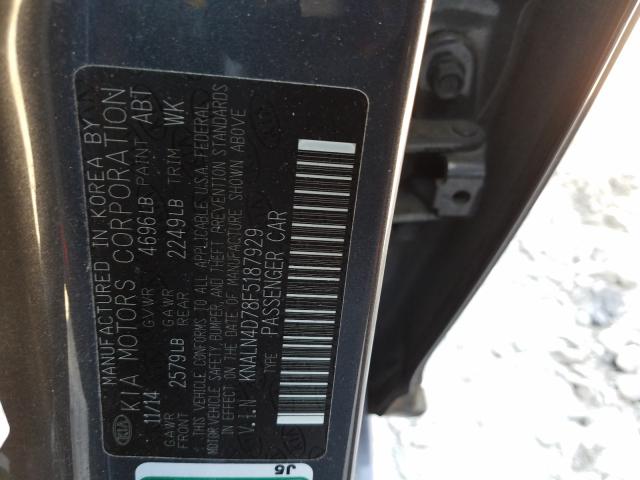 MANUFACTURED IN KOREA BY
KIA MOTORS CORPORATION
11/14 GVWR 4696LB PAINT ABT
GAWR FRONT 2579LB GAWR REAR 2249LB TRIM WK
* THIS VEHICLE CONFORMS TO ALL APPLICABLE U.S.A. FEDERAL
MOTOR VEHICLE SAFETY, BUMPER, AND THEFT PREVENTION STANDARDS
IN EFFECT ON THE DATE OF MANUFACTURE SHOWN ABOVE
V.I.N KNALN4D78F5187929
TYPE PASSENGER CAR
KIA
J5